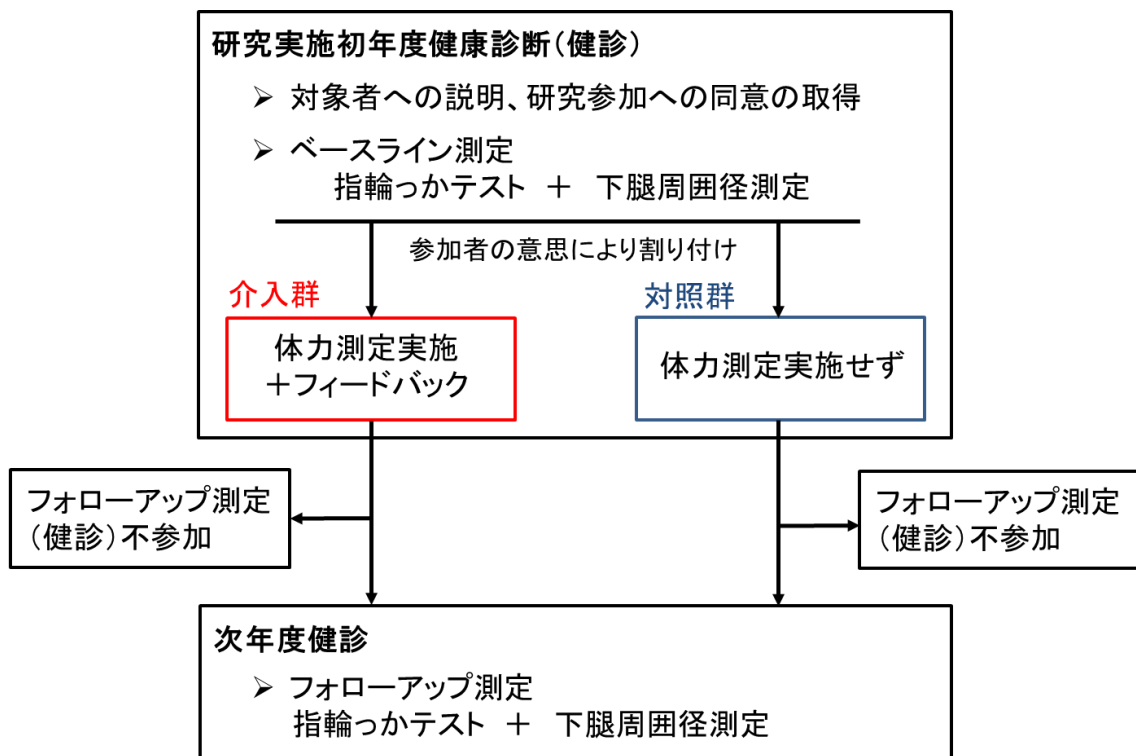 研究実施初年度健康診断(健診)
➢ 対象者への説明、研究参加への同意の取得
➢ ベースライン測定
指輪っかテスト + 下腿周囲径測定
参加者の意思により割り付け
介入群
対照群
体力測定実施
+フィードバック
体力測定実施せず
フォローアップ測定
(健診)不参加
フォローアップ測定
(健診)不参加
次年度健診
➢ フォローアップ測定
指輪っかテスト + 下腿周囲径測定